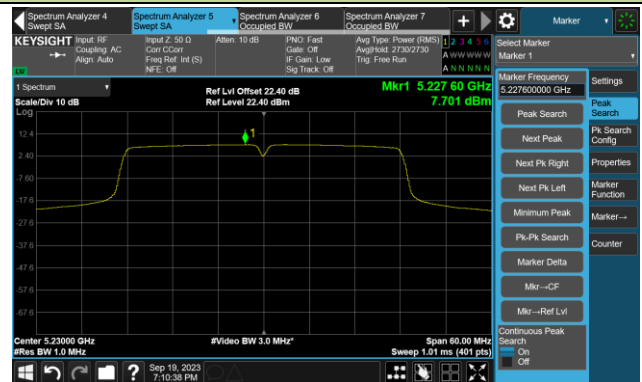 Spectrum Analyzer 4
Swept SA
Spectrum Analyzer 5
Swept SA
Spectrum Analyzer 6
Occupied BW
Spectrum Analyzer 7
Occupied BW
Marker
KEYSIGHT
Input: RF
Coupling: AC
Align: Auto
Input Z: 50 Ω
Corr CCorr
Freq Ref: Int (S)
NFE: Off
Atten: 10 dB
PNO: Fast
Gate: Off
IF Gain: Low
Sig Track: Off
Avg Type: Power (RMS)
Avg|Hold: 2730/2730
Trig: Free Run
1 2 3 4 5 6
A W W W W W
A N N N N N
LXI
Select Marker
Marker 1
1 Spectrum
Scale/Div 10 dB
Log
Ref Lvl Offset 22.40 dB
Ref Level 22.40 dBm
Mkr1 5.227 60 GHz
7.701 dBm
1
12.4
2.40
-7.60
-17.6
-27.6
-37.6
-47.6
-57.6
-67.6
Center 5.23000 GHz
#Res BW 1.0 MHz
#Video BW 3.0 MHz*
Span 60.00 MHz
Sweep 1.01 ms (401 pts)
Marker Frequency
5.227600000 GHz
Peak Search
Next Peak
Next Pk Right
Next Pk Left
Minimum Peak
Pk-Pk Search
Marker Delta
Mkr→CF
Mkr→Ref Lvl
Continuous Peak
Search
On
Off
Settings
Peak
Search
Pk Search
Config
Properties
Marker
Function
Marker→
Counter
?
Sep 19, 2023
7:10:38 PM